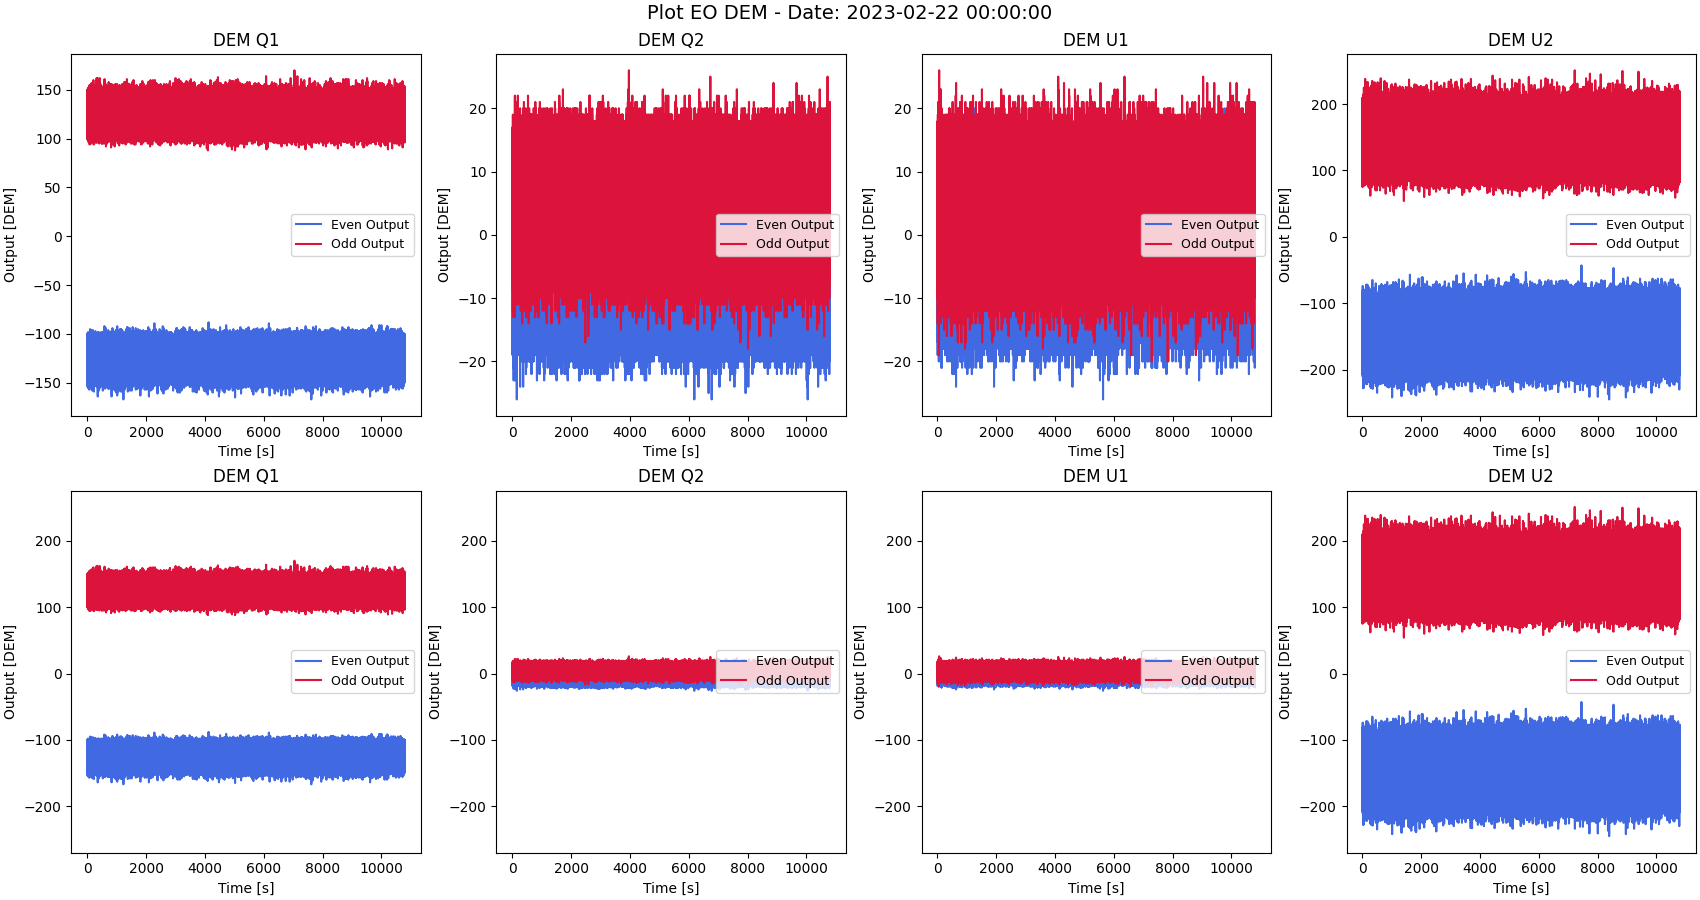 Plot EO DEM - Date: 2023-02-22 00:00:00
DEM Q1
DEM Q2
DEM U1
DEM U2
Output [DEM]
150
100
50
0
−50
−100
−150
Even Output
Odd Output
0 2000 4000 6000 8000 10000
Time [s]
Output [DEM]
20
10
0
−10
−20
Even Output
Odd Output
0 2000 4000 6000 8000 10000
Time [s]
Output [DEM]
20
10
0
−10
−20
Even Output
Odd Output
0 2000 4000 6000 8000 10000
Time [s]
Output [DEM]
200
100
0
−100
−200
Even Output
Odd Output
0 2000 4000 6000 8000 10000
Time [s]
DEM Q1
DEM Q2
DEM U1
DEM U2
Output [DEM]
200
100
0
−100
−200
Even Output
Odd Output
0 2000 4000 6000 8000 10000
Time [s]
Output [DEM]
200
100
0
−100
−200
Even Output
Odd Output
0 2000 4000 6000 8000 10000
Time [s]
Output [DEM]
200
100
0
−100
−200
Even Output
Odd Output
0 2000 4000 6000 8000 10000
Time [s]
Output [DEM]
200
100
0
−100
−200
Even Output
Odd Output
0 2000 4000 6000 8000 10000
Time [s]